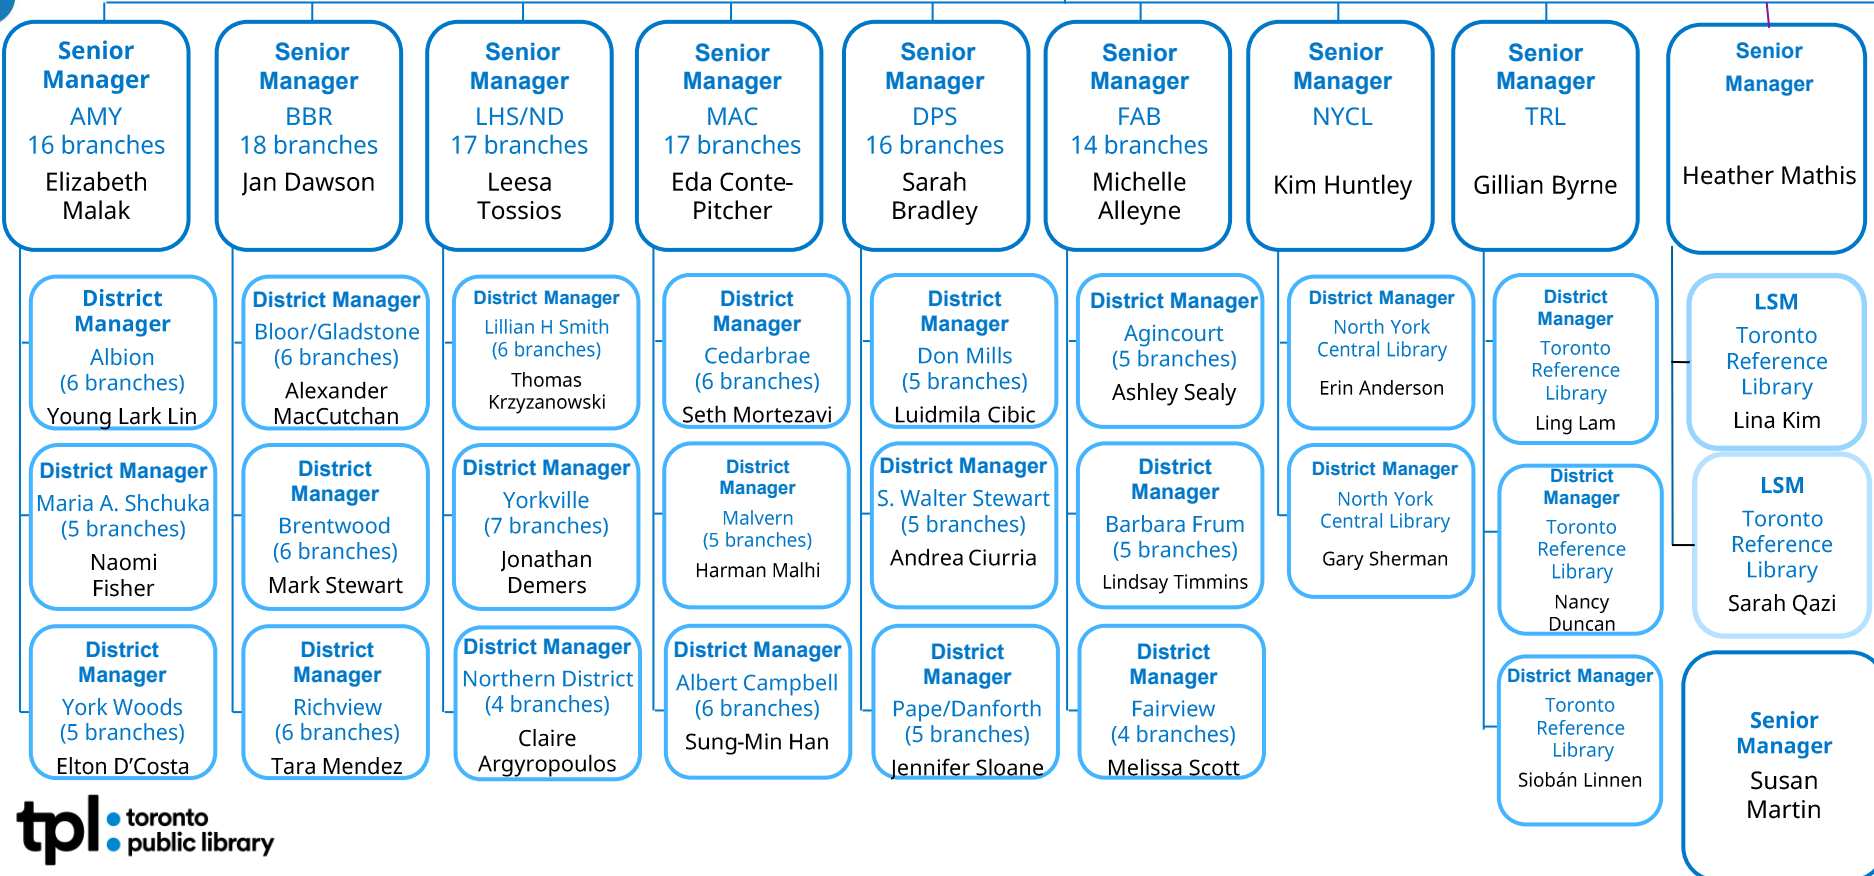 Senior
Manager
AMY
16 branches
Elizabeth
Malak
Senior
Manager
BBR
18 branches
Jan Dawson
Senior
Manager
LHS/ND
17 branches
Leesa
Tossios
Senior
Manager
MAC
17 branches
Eda Conte-
Pitcher
Senior
Manager
DPS
16 branches
Sarah
Bradley
Senior
Manager
FAB
14 branches
Michelle
Alleyne
Senior
Manager
NYCL
Kim Huntley
Senior
Manager
TRL
Gillian Byrne
Senior
Manager
Heather Mathis
District
Manager
Albion
(6 branches)
Young Lark Lin
District Manager
Bloor/Gladstone
(6 branches)
Alexander
MacCutchan
District Manager
Lillian H Smith
(6 branches)
Thomas
Krzyzanowski
District
Manager
Cedarbrae
(6 branches)
Seth Mortezavi
District
Manager
Don Mills
(5 branches)
Luidmila Cibic
District Manager
Agincourt
(5 branches)
Ashley Sealy
District Manager
North York
Central Library
Erin Anderson
District
Manager
Toronto
Reference
Library
Ling Lam
LSM
Toronto
Reference
Library
Lina Kim
District Manager
Maria A. Shchuka
(5 branches)
Naomi
Fisher
District
Manager
Brentwood
(6 branches)
Mark Stewart
District Manager
Yorkville
(7 branches)
Jonathan
Demers
District
Manager
Malvern
(5 branches)
Harman Malhi
District Manager
S. Walter Stewart
(5 branches)
Andrea Ciurria
District
Manager
Barbara Frum
(5 branches)
Lindsay Timmins
District Manager
North York
Central Library
Gary Sherman
District
Manager
Toronto
Reference
Library
Nancy
Duncan
LSM
Toronto
Reference
Library
Sarah Qazi
District
Manager
York Woods
(5 branches)
Elton D’Costa
District
Manager
Richview
(6 branches)
Tara Mendez
District Manager
Northern District
(4 branches)
Claire
Argyropoulos
District Manager
Albert Campbell
(6 branches)
Sung-Min Han
District
Manager
Pape/Danforth
(5 branches)
Jennifer Sloane
District
Manager
Fairview
(4 branches)
Melissa Scott
District Manager
Toronto
Reference
Library
Siobán Linnen
Senior
Manager
Susan
Martin
tpl: toronto
public library